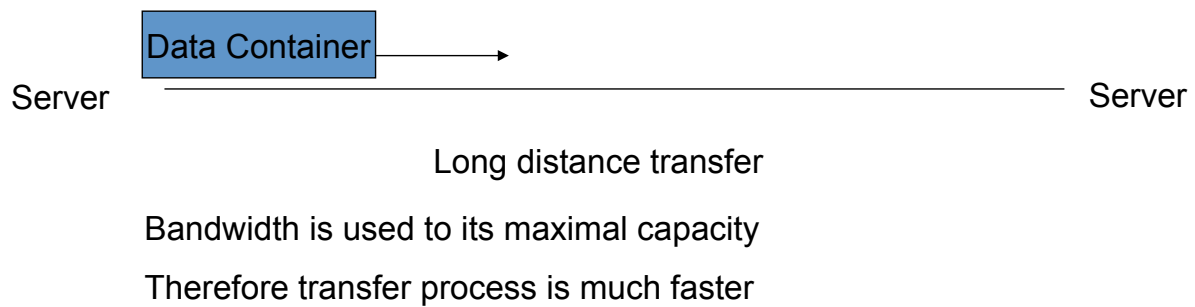 Data Container
Server
Server
Long distance transfer
Bandwidth is used to its maximal capacity
Therefore transfer process is much faster